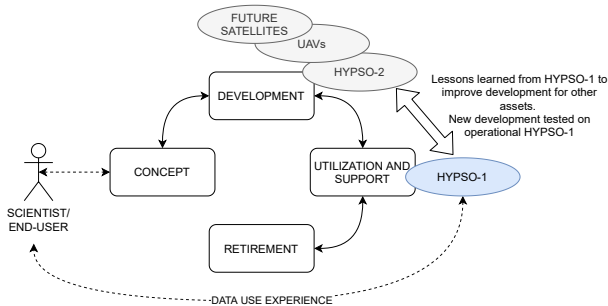 FUTURE
SATELLITES
UAVs
HYPSO-2
DEVELOPMENT
Lessons learned from HYPSO-1 to
improve development for other
assets.
New development tested on
operational HYPSO-1
CONCEPT
UTILIZATION AND
SUPPORT
HYPSO-1
SCIENTIST/
END-USER
RETIREMENT
DATA USE EXPERIENCE